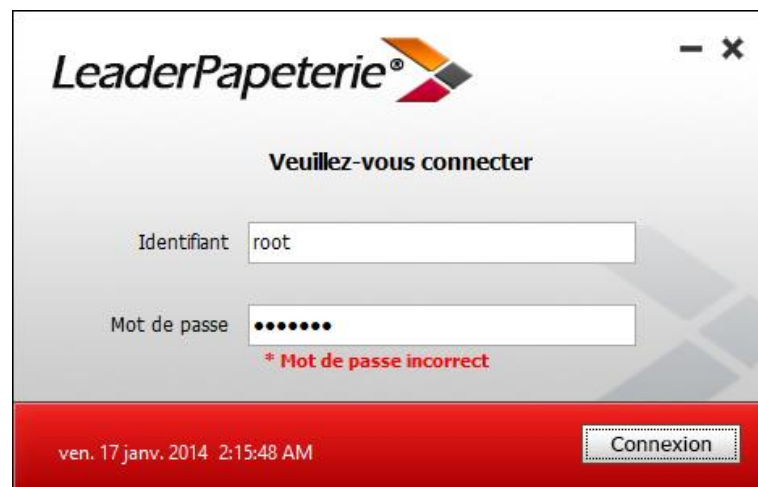 LeaderPapeterie®
Veuillez-vous connecter
Identifiant root
Mot de passe •••••••
* Mot de passe incorrect
ven. 17 janv. 2014 2:15:48 AM Connexion